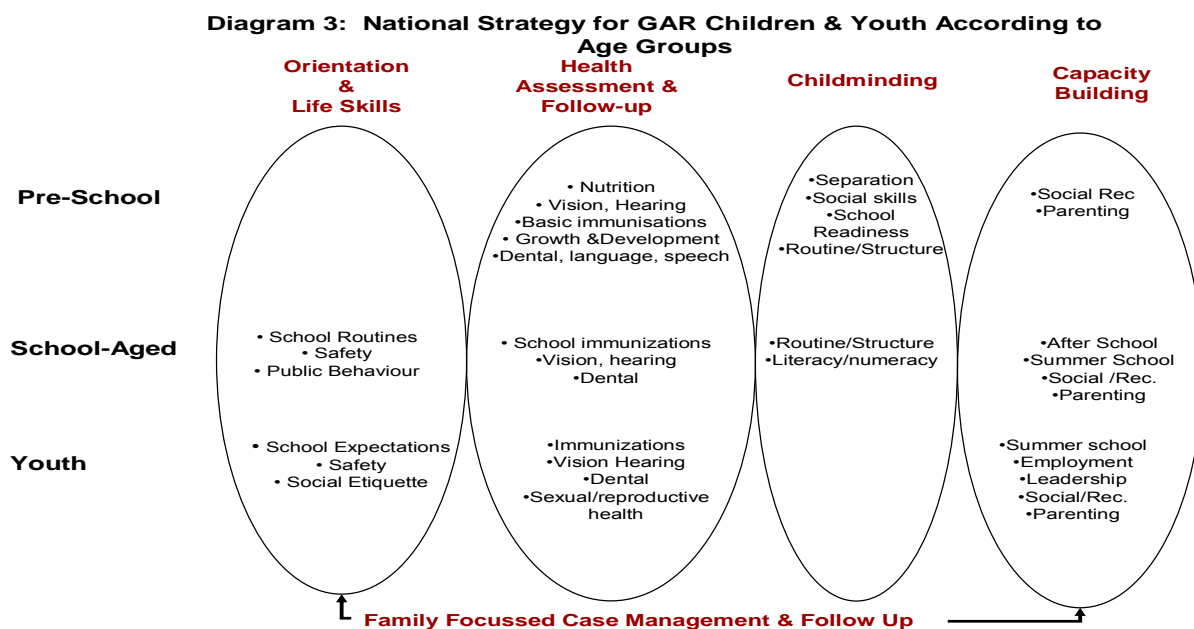 Diagram 3: National Strategy for GAR Children & Youth According to
Age Groups
Orientation
&
Life Skills
Health
Assessment &
Follow-up
Childminding
Capacity
Building
Pre-School
• Nutrition
• Vision, Hearing
•Basic immunisations
• Growth &Development
•Dental, language, speech
•Separation
•Social skills
•School
Readiness
•Routine/Structure
•Social Rec
•Parenting
School-Aged
• School Routines
• Safety
• Public Behaviour
• School immunizations
•Vision, hearing
•Dental
•Routine/Structure
•Literacy/numeracy
•After School
•Summer School
•Social /Rec.
•Parenting
Youth
• School Expectations
• Safety
• Social Etiquette
•Immunizations
•Vision Hearing
•Dental
•Sexual/reproductive
health
•Summer school
•Employment
•Leadership
•Social/Rec.
•Parenting
Family Focussed Case Management & Follow Up